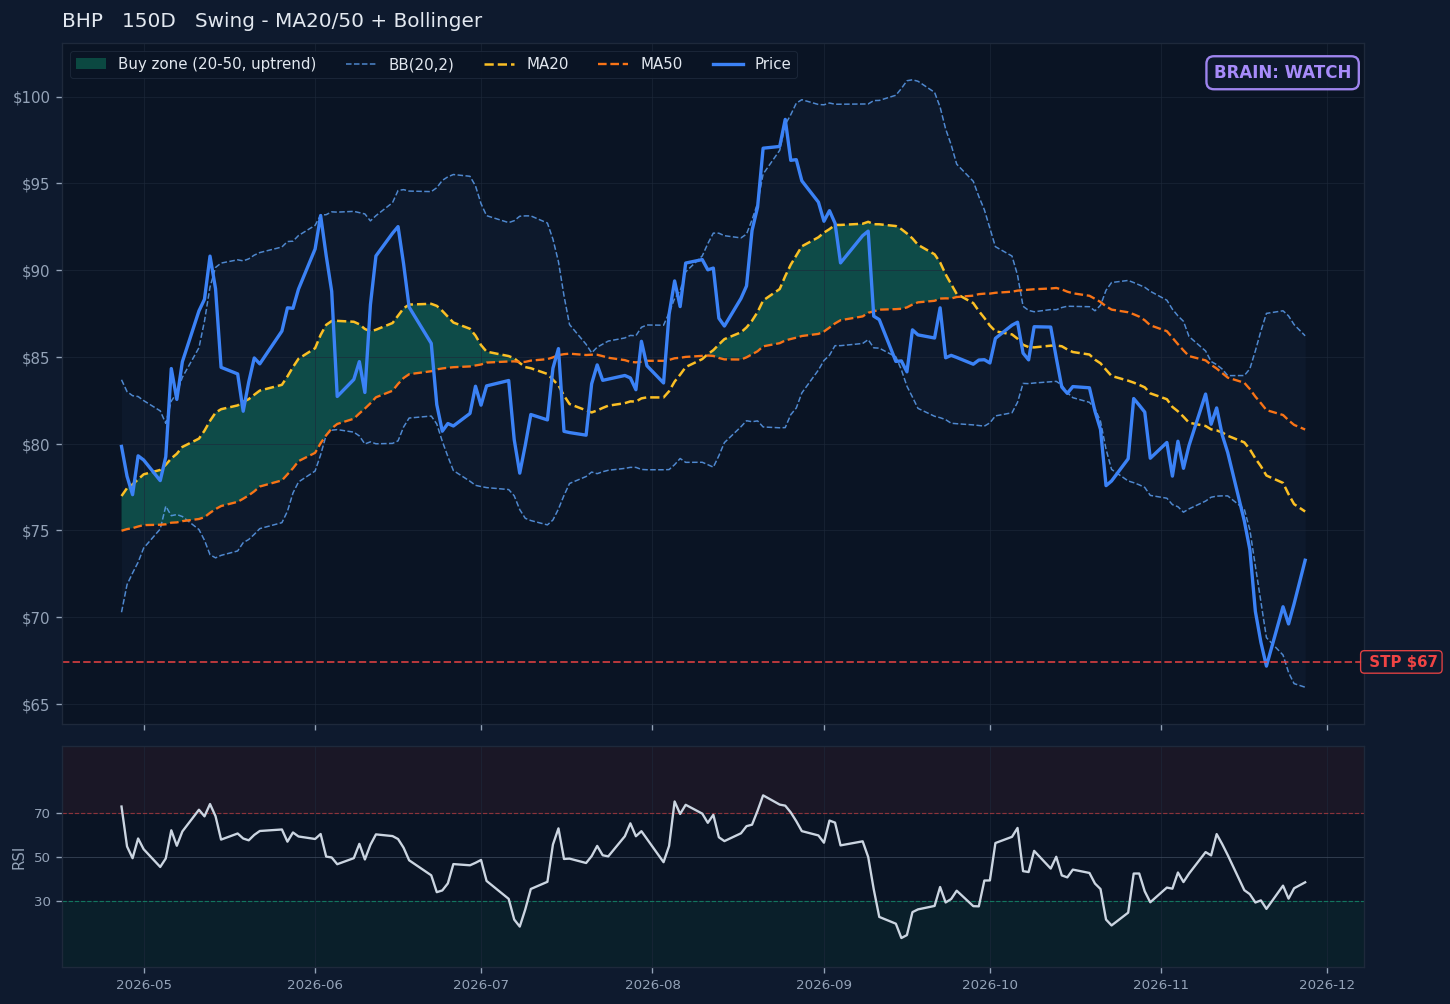 BHP   150D   Swing - MA20/50 + Bollinger
Buy zone (20-50, uptrend)   BB(20,2)   MA20   MA50   Price
BRAIN: WATCH
$100
$95
$90
$85
$80
$75
$70
$65
STP $67
70
50
30
RSI
2026-05   2026-06   2026-07   2026-08   2026-09   2026-10   2026-11   2026-12